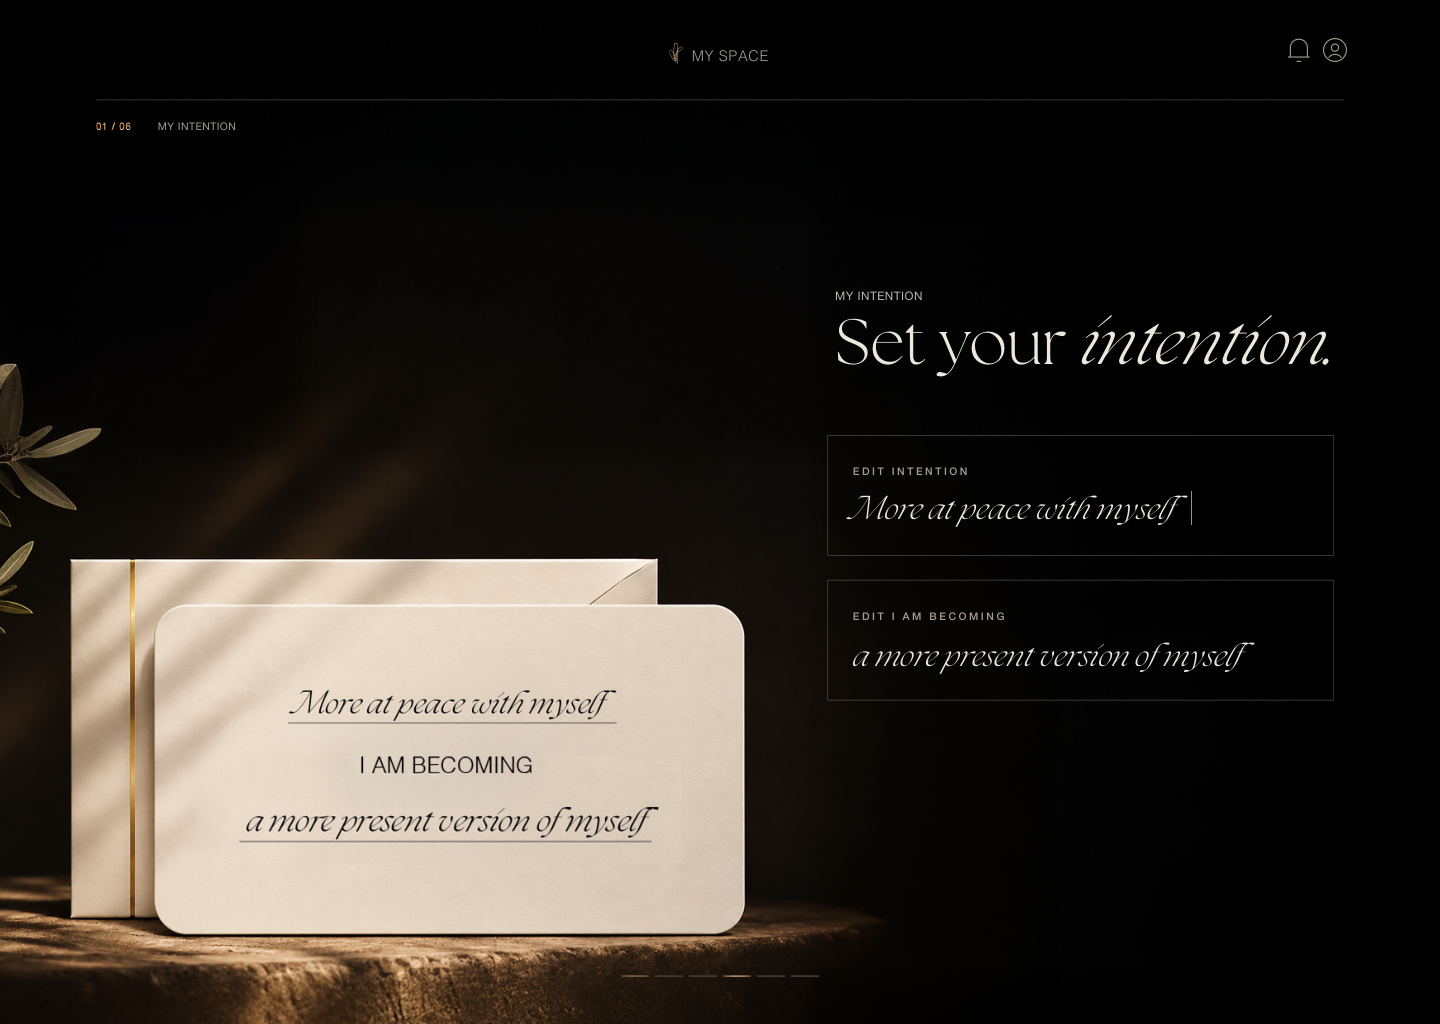 MY SPACE
01 / 06 MY INTENTION
MY INTENTION
Set your intention.
EDIT INTENTION
More at peace with myself
EDIT I AM BECOMING
a more present version of myself
More at peace with myself
I AM BECOMING
a more present version of myself